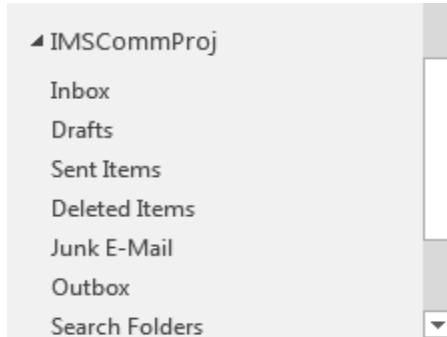 IMSCommProj
Inbox
Drafts
Sent Items
Deleted Items
Junk E-Mail
Outbox
Search Folders